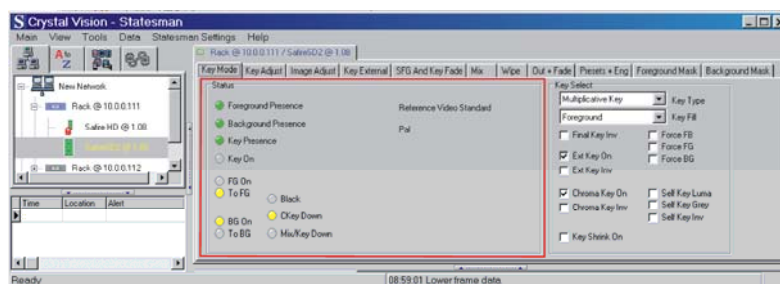 S Crystal Vision - Statesman
Main View Tools Data Statesman Settings Help
Rack @ 10.0.0.111 / SafireSD2 @ 1.08
Key Mode Key Adjust Image Adjust Key External SFG And Key Fade Mix Wipe Out + Fade Presets + Eng Foreground Mask Background Mask
New Network
Rack @ 10.0.0.111
Safire HD @ 1.08
SafireSD2 @ 1.08
Rack @ 10.0.0.112
Time Location Alert
Status
Foreground Presence
Background Presence
Key Presence
Key On
FG On
To FG
BG On
To BG
Black
CKey Down
Mix/Key Down
Reference Video Standard
Pal
Key Select
Multiplicative Key Key Type
Foreground Key Fill
Final Key Inv Force FB
Force FG
Ext Key On Force BG
Ext Key Inv
Chroma Key On Self Key Luma
Chroma Key Inv Self Key Grey
Self Key Inv
Key Shrink On
Ready 08:59:01 Lower frame data